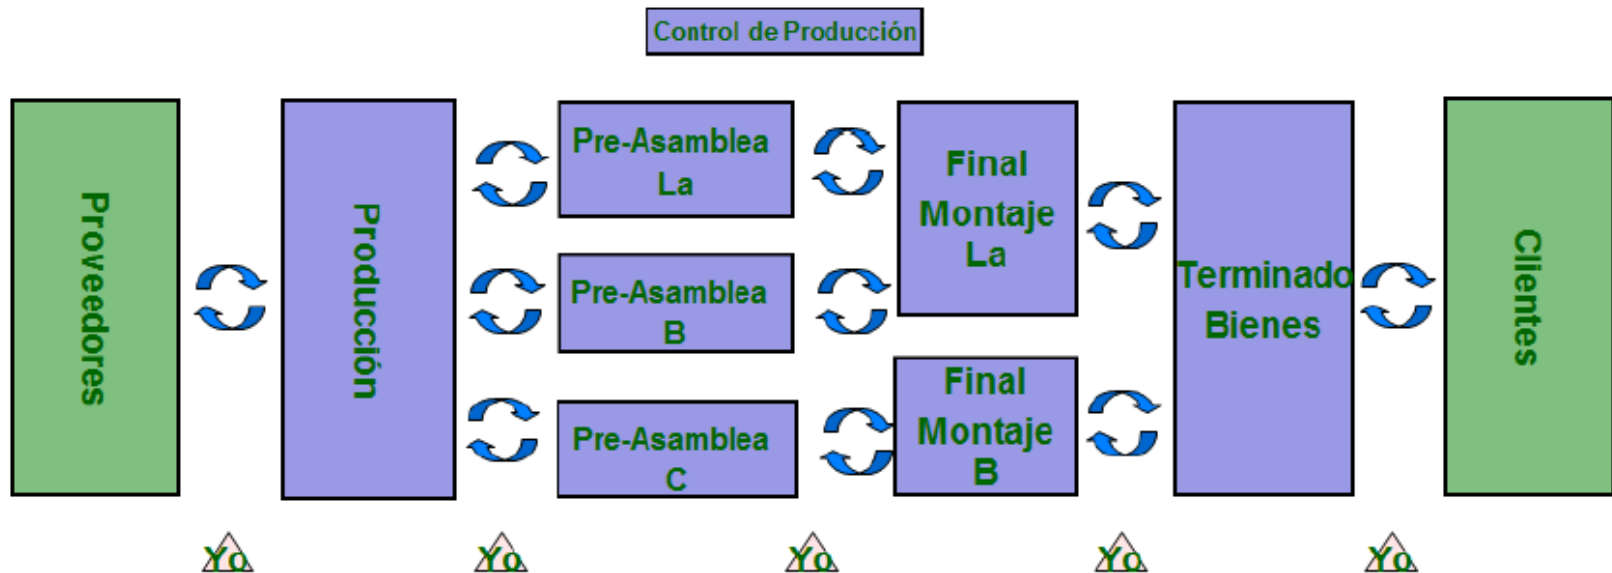 Control de Producción
Proveedores
Producción
Pre-Asamblea
La
Pre-Asamblea
B
Pre-Asamblea
C
Final
Montaje
La
Final
Montaje
B
Terminado
Bienes
Clientes
Yo
Yo
Yo
Yo
Yo